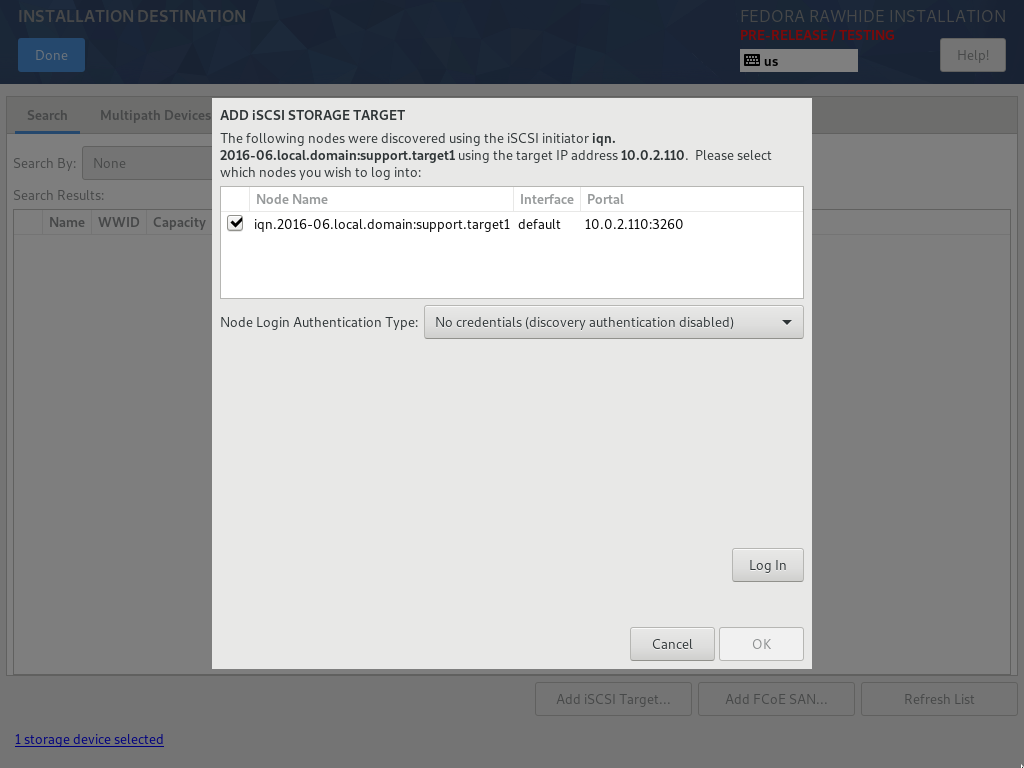 INSTALLATION DESTINATION
FEDORA RAWHIDE INSTALLATION
PRE-RELEASE / TESTING
Done
us
Help!
Search
Multipath Devices
Search By:
None
Search Results:
Name
WWID
Capacity
ADD iSCSI STORAGE TARGET
The following nodes were discovered using the iSCSI initiator iqn.
2016-06.local.domain:support.target1 using the target IP address 10.0.2.110. Please select
which nodes you wish to log into:
Node Name
Interface
Portal
iqn.2016-06.local.domain:support.target1
default
10.0.2.110:3260
Node Login Authentication Type:
No credentials (discovery authentication disabled)
Log In
Cancel
OK
Add iSCSI Target...
Add FCoE SAN...
Refresh List
1 storage device selected